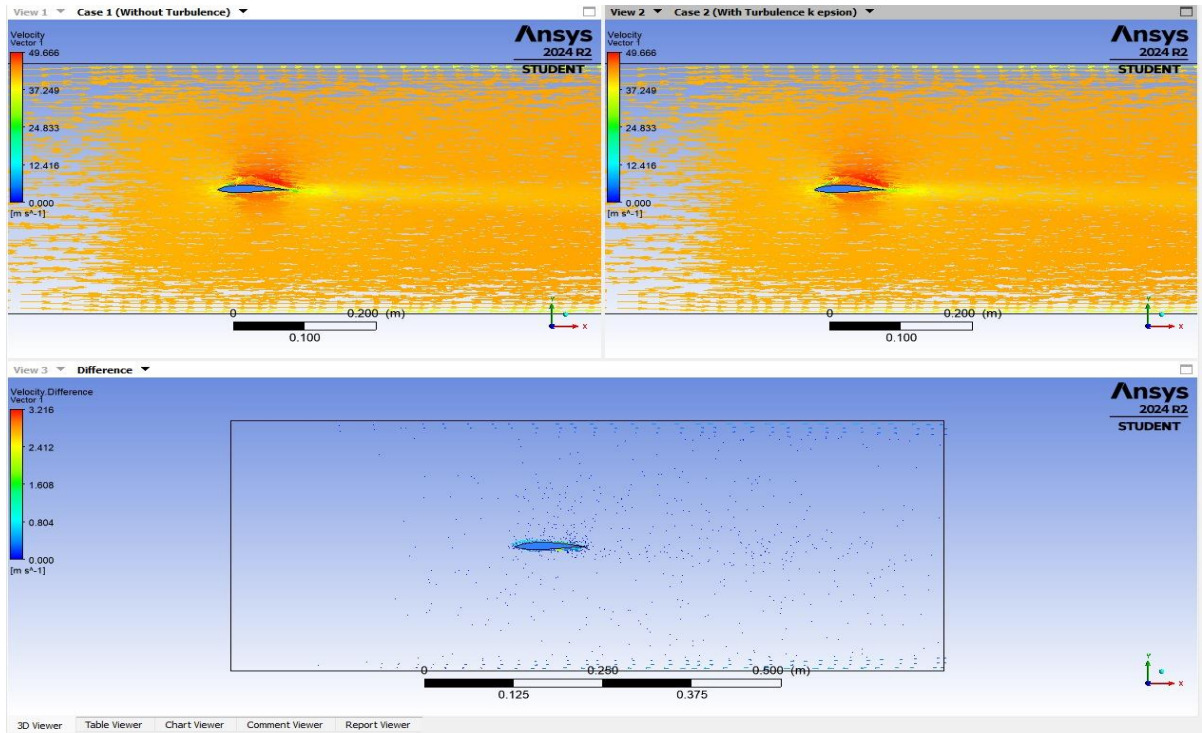 View 1 Case 1 (Without Turbulence)
Velocity
Vector 1
49.666
37.249
24.833
12.416
0.000
[m s^-1]
Ansys
2024 R2
STUDENT
0 0.200 (m)
0.100
Y
X
View 2 Case 2 (With Turbulence k epsion)
Velocity
Vector 1
49.666
37.249
24.833
12.416
0.000
[m s^-1]
Ansys
2024 R2
STUDENT
0 0.200 (m)
0.100
Y
X
View 3 Difference
Velocity.Difference
Vector 1
3.216
2.412
1.608
0.804
0.000
[m s^-1]
Ansys
2024 R2
STUDENT
0 0.250 0.500 (m)
0.125 0.375
Y
X
3D Viewer Table Viewer Chart Viewer Comment Viewer Report Viewer